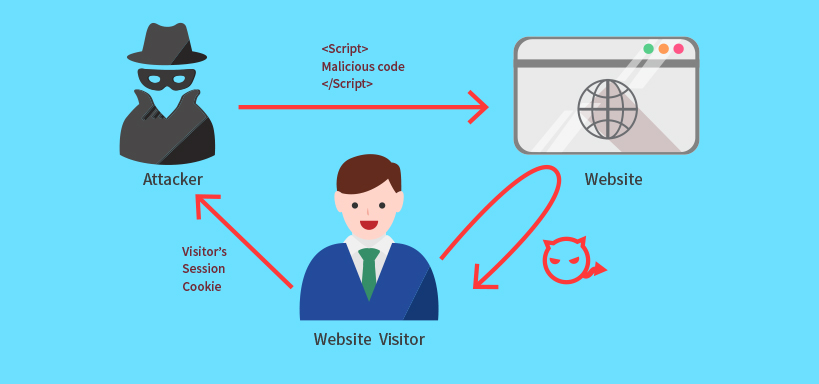 <Script>
Malicious code
</Script>
Attacker
Website
Visitor's
Session
Cookie
Website Visitor